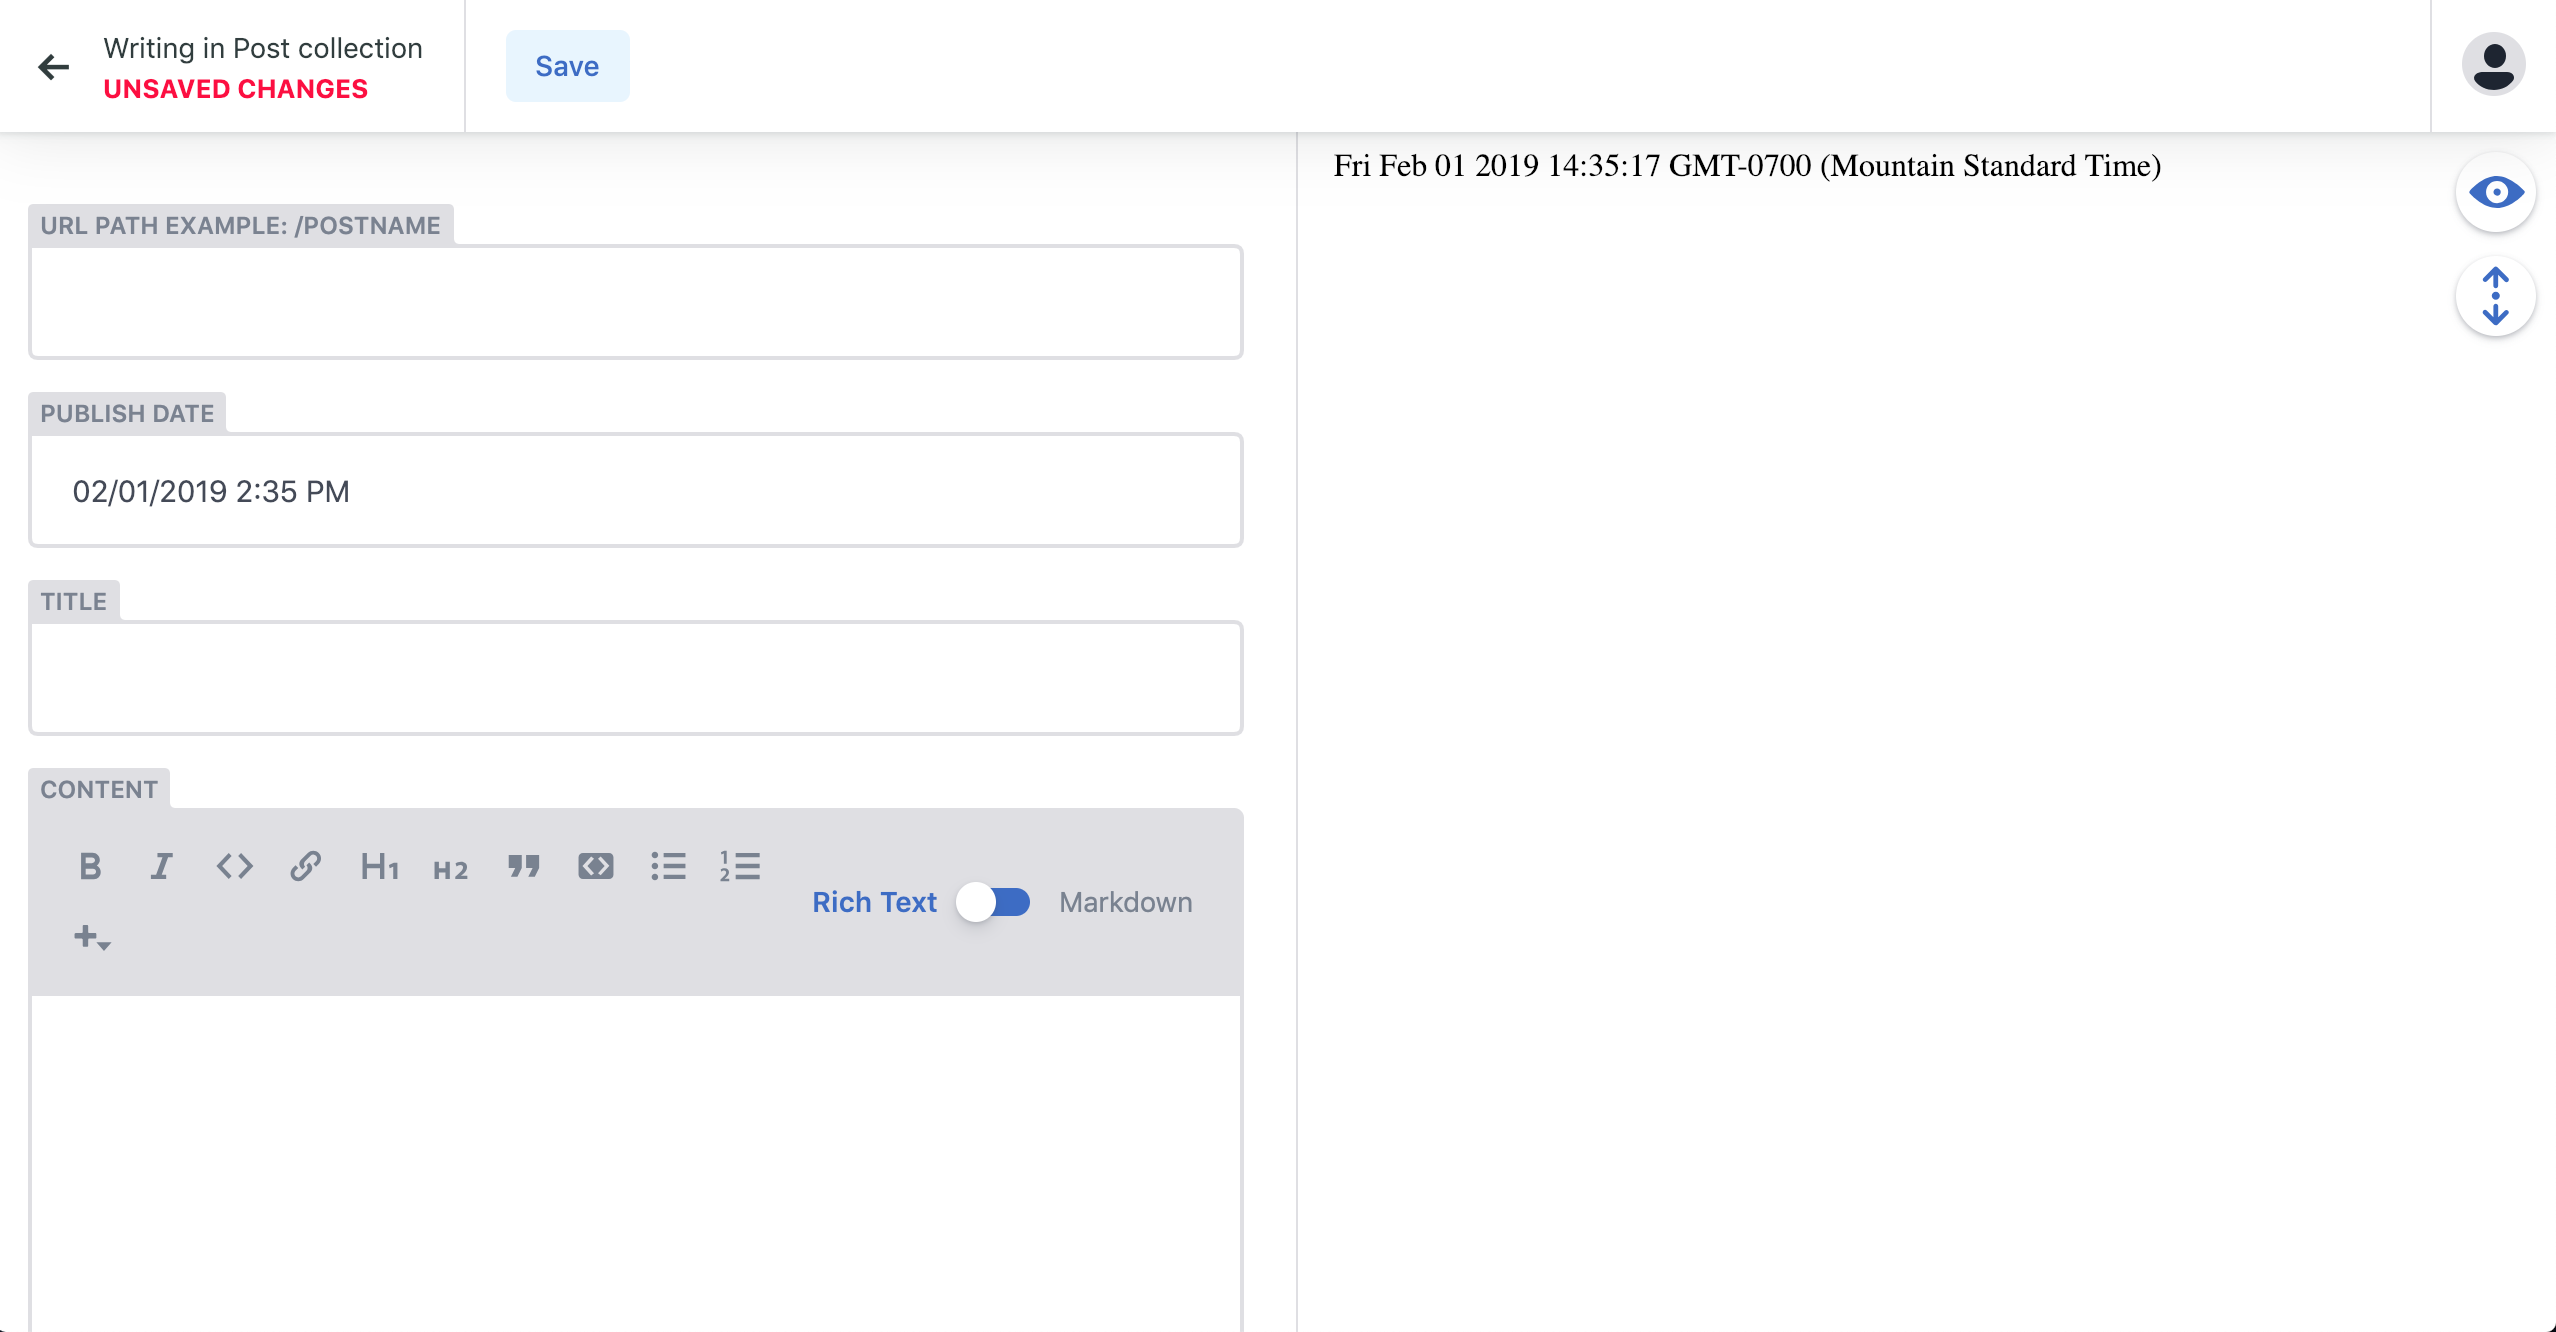 Writing in Post collection
UNSAVED CHANGES
Save
Fri Feb 01 2019 14:35:17 GMT-0700 (Mountain Standard Time)
URL PATH EXAMPLE: /POSTNAME
PUBLISH DATE
02/01/2019 2:35 PM
TITLE
CONTENT
B I H1 H2
Rich Text Markdown